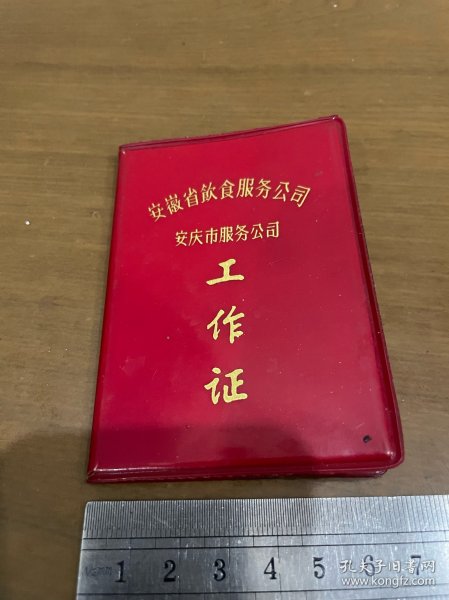 安徽省飲食服务公司
安庆市服务公司
工
作
证
1 2 3 4 5 6 7
孔夫子旧书网
www.kongfz.com